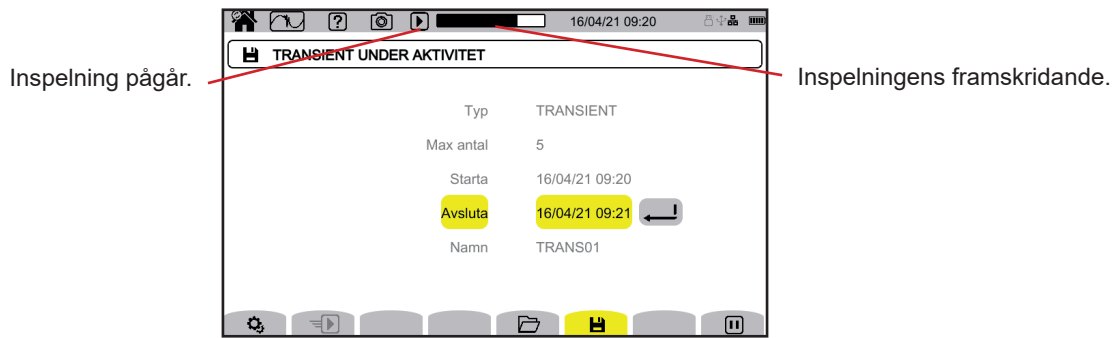 16/04/21 09:20
TRANSIENT UNDER AKTIVITET
Inspelning pågår.
Inspelningens framskridande.
Typ TRANSIENT
Max antal 5
Starta 16/04/21 09:20
Avsluta 16/04/21 09:21
Namn TRANS01